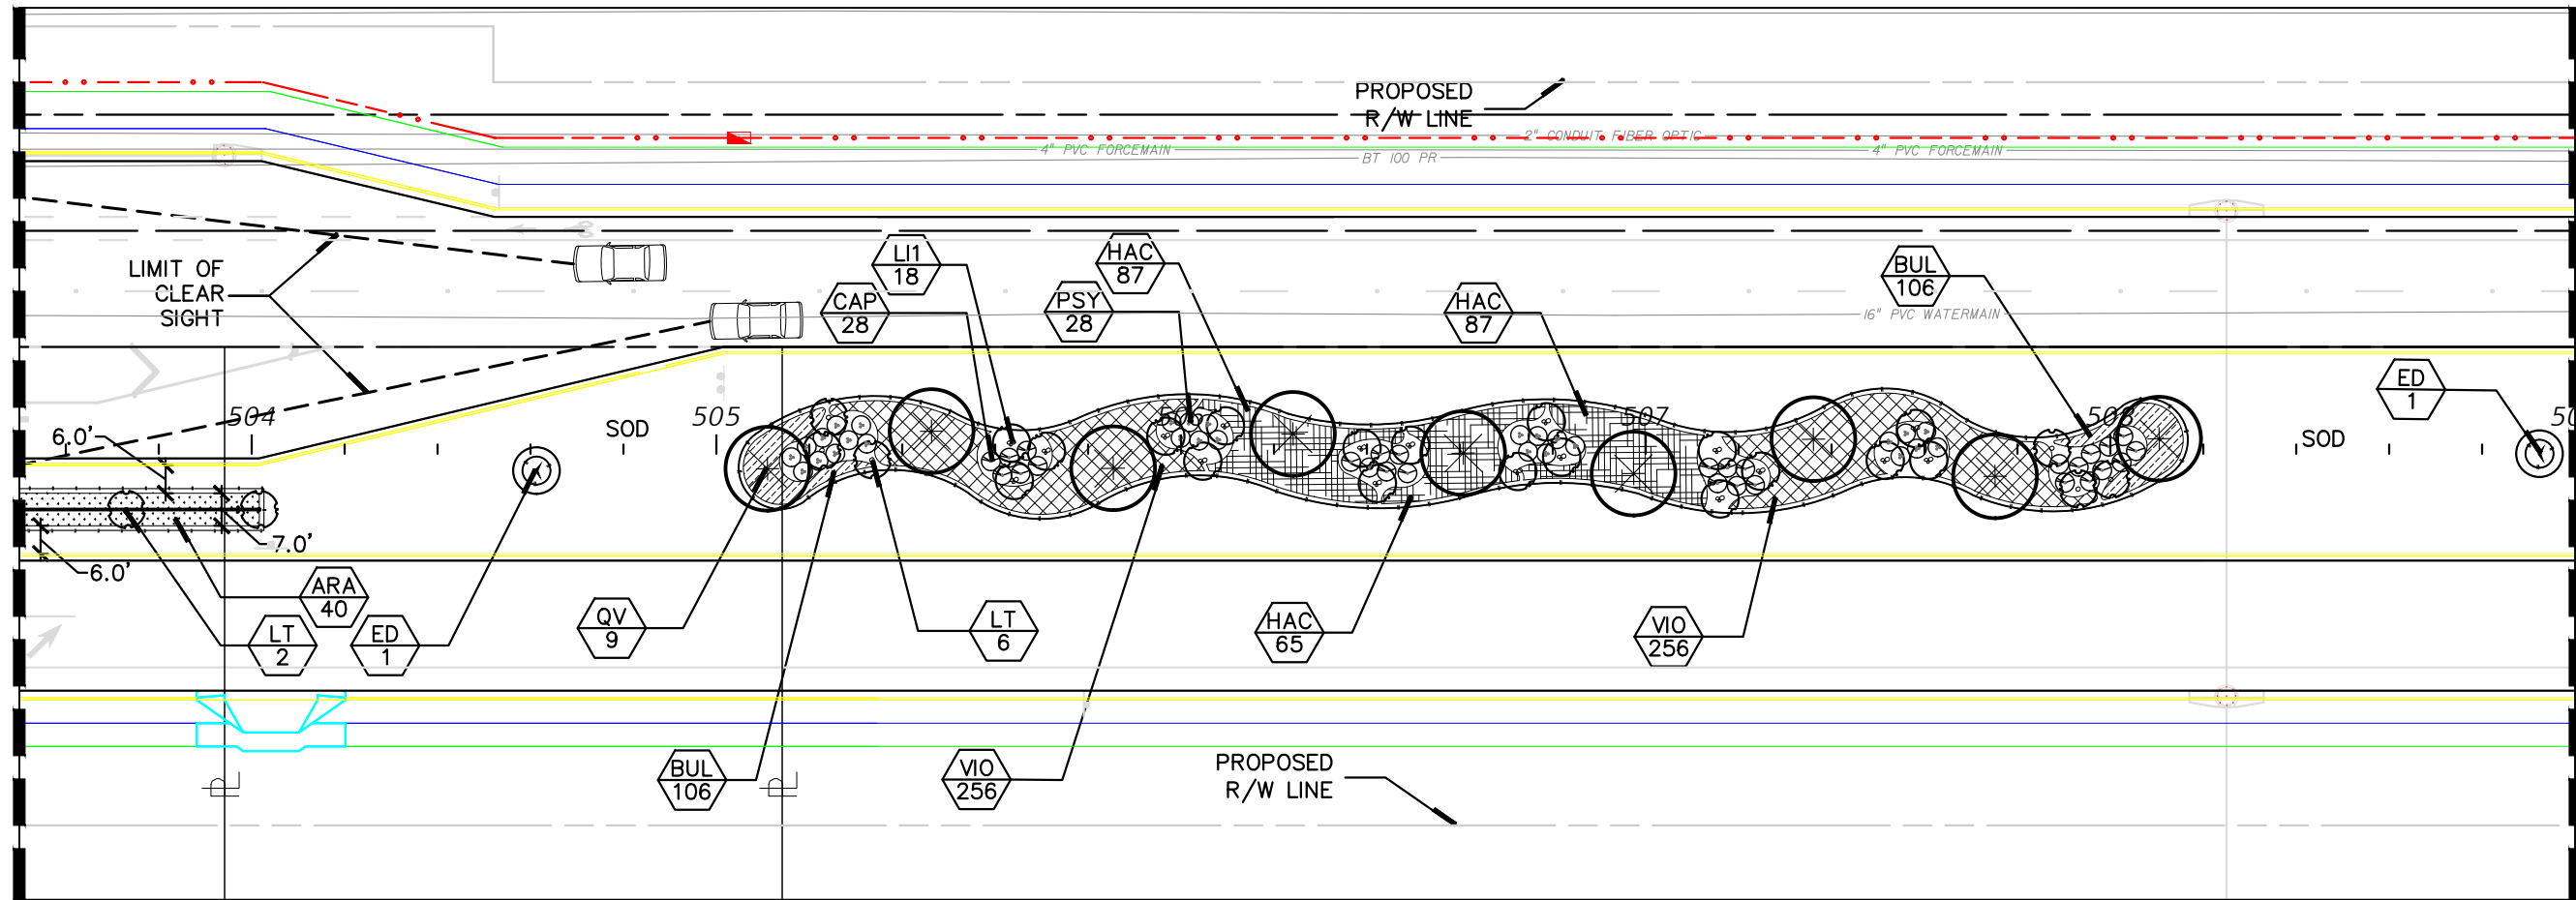 PROPOSED
R/W LINE
2" CONDUIT FIBER OPTIC
4" PVC FORCEMAIN
BT 100 PR
4" PVC FORCEMAIN
LIMIT OF
CLEAR
SIGHT
LI1
18
HAC
87
BUL
106
CAP
28
PSY
28
HAC
87
16" PVC WATERMAIN
ED
1
504
505
507
SOD
SOD
6.0'
7.0'
6.0'
ARA
40
LT
2
ED
1
QV
9
LT
6
HAC
65
VIO
256
BUL
106
VIO
256
PROPOSED
R/W LINE